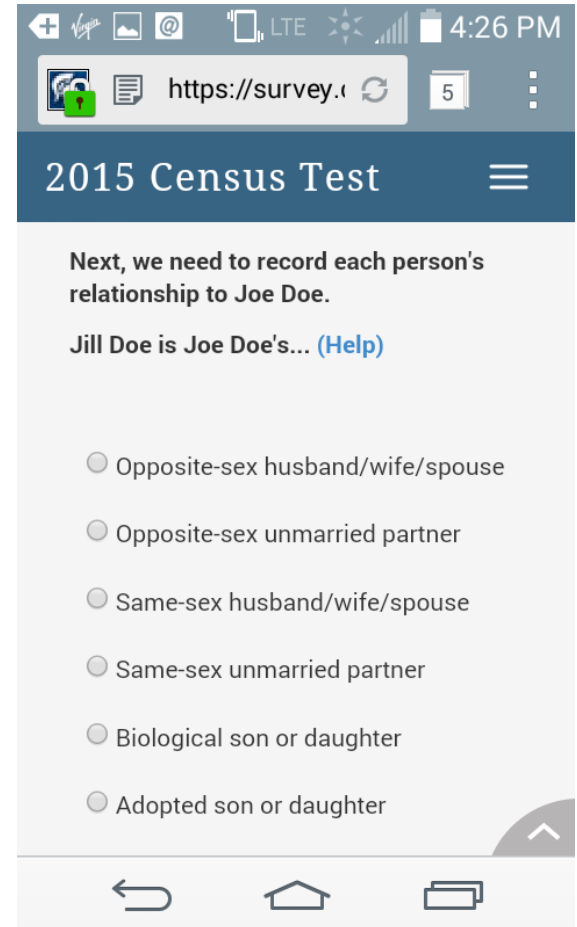 Virgin LTE 4:26 PM
https://survey.c 5
2015 Census Test
Next, we need to record each person's
relationship to Joe Doe.
Jill Doe is Joe Doe's... (Help)
Opposite-sex husband/wife/spouse
Opposite-sex unmarried partner
Same-sex husband/wife/spouse
Same-sex unmarried partner
Biological son or daughter
Adopted son or daughter